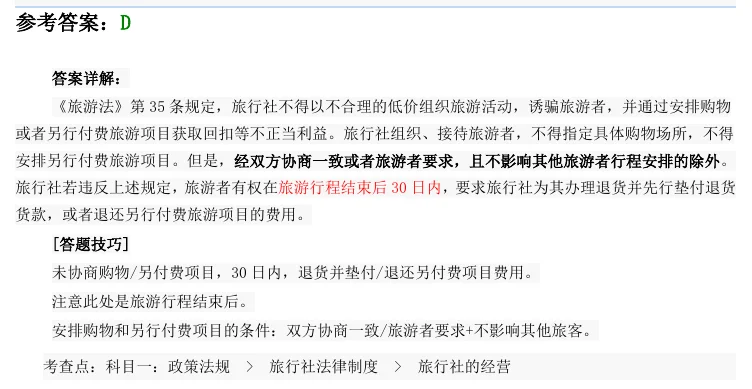 参考答案：D
答案详解：
《旅游法》第 35 条规定，旅行社不得以不合理的低价组织旅游活动，诱骗旅游者，并通过安排购物
或者另行付费旅游项目获取回扣等不正当利益。旅行社组织、接待旅游者，不得指定具体购物场所，不得
安排另行付费旅游项目。但是，经双方协商一致或者旅游者要求，且不影响其他旅游者行程安排的除外。
旅行社若违反上述规定，旅游者有权在旅游行程结束后 30 日内，要求旅行社为其办理退货并先行垫付退货
货款，或者退还另行付费旅游项目的费用。
[答题技巧]
未协商购物/另付费项目，30 日内，退货并垫付/退还另付费项目费用。
注意此处是旅游行程结束后。
安排购物和另行付费项目的条件：双方协商一致/旅游者要求+不影响其他旅客。
考查点：科目一：政策法规 > 旅行社法律制度 > 旅行社的经营